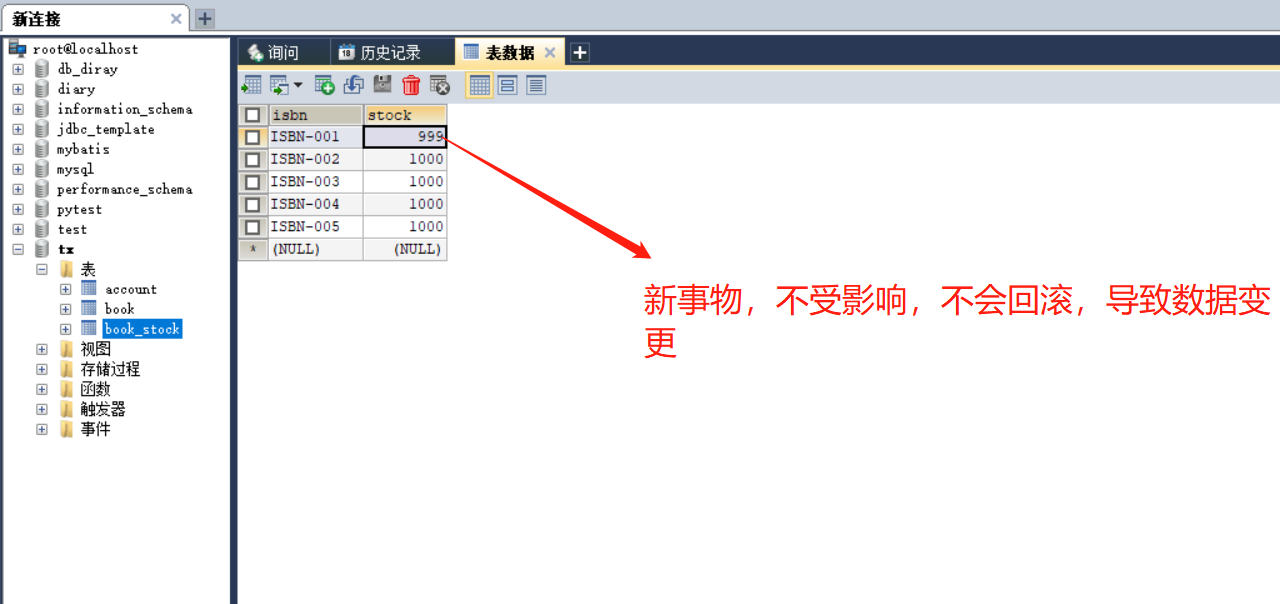 新连接
root@localhost
db_diray
diary
information_schema
jdbc_template
mybatis
mysql
performance_schema
pytest
test
tx
表
account
book
book_stock
视图
存储过程
函数
触发器
事件
询问 18 历史记录 表数据
isbn stock
ISBN-001 999
ISBN-002 1000
ISBN-003 1000
ISBN-004 1000
ISBN-005 1000
* (NULL) (NULL)
新事物，不受影响，不会回滚，导致数据变
更